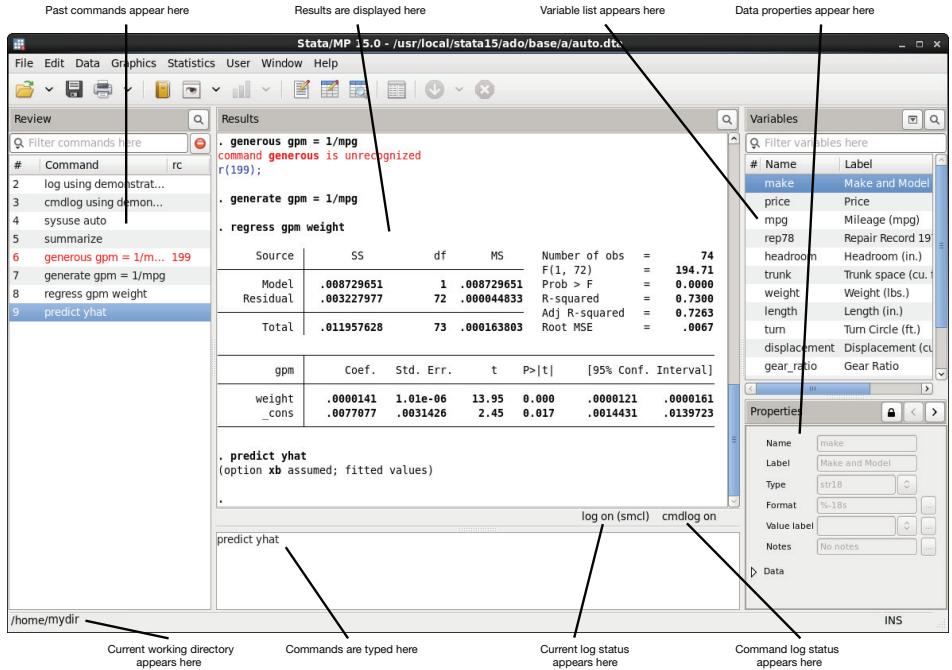 Past commands appear here
Results are displayed here
Variable list appears here
Data properties appear here
Stata/MP 15.0 - /usr/local/stata15/ado/base/a/auto.dta
File Edit Data Graphics Statistics User Window Help
Review
Filter commands here
# Command rc
2 log using demonstrat...
3 cmdlog using demon...
4 sysuse auto
5 summarize
6 generous gpm = 1/m... 199
7 generate gpm = 1/mpg
8 regress gpm weight
9 predict yhat
Results
. generous gpm = 1/mpg
command generous is unrecognized
r(199);
. generate gpm = 1/mpg
. regress gpm weight
Source SS df MS Number of obs = 74
F(1, 72) = 194.71
Model .008729651 1 .008729651 Prob > F = 0.0000
Residual .003227977 72 .000044833 R-squared = 0.7300
Adj R-squared = 0.7263
Total .011957628 73 .000163803 Root MSE = .0067
gpm Coef. Std. Err. t P>|t| [95% Conf. Interval]
weight .0000141 1.01e-06 13.95 0.000 .0000121 .0000161
_cons .0077077 .0031426 2.45 0.017 .0014431 .0139723
. predict yhat
(option xb assumed; fitted values)
.
log on (smcl) cmdlog on
predict yhat
Variables
Filter variables here
# Name Label
make Make and Model
price Price
mpg Mileage (mpg)
rep78 Repair Record 19
headroom Headroom (in.)
trunk Trunk space (cu. f
weight Weight (lbs.)
length Length (in.)
turn Turn Circle (ft.)
displacement Displacement (cu
gear_ratio Gear Ratio
Properties
Name make
Label Make and Model
Type str18
Format %-18s
Value label
Notes No notes
Data
/home/mydir
INS
Current working directory
appears here
Commands are typed here
Current log status
appears here
Command log status
appears here